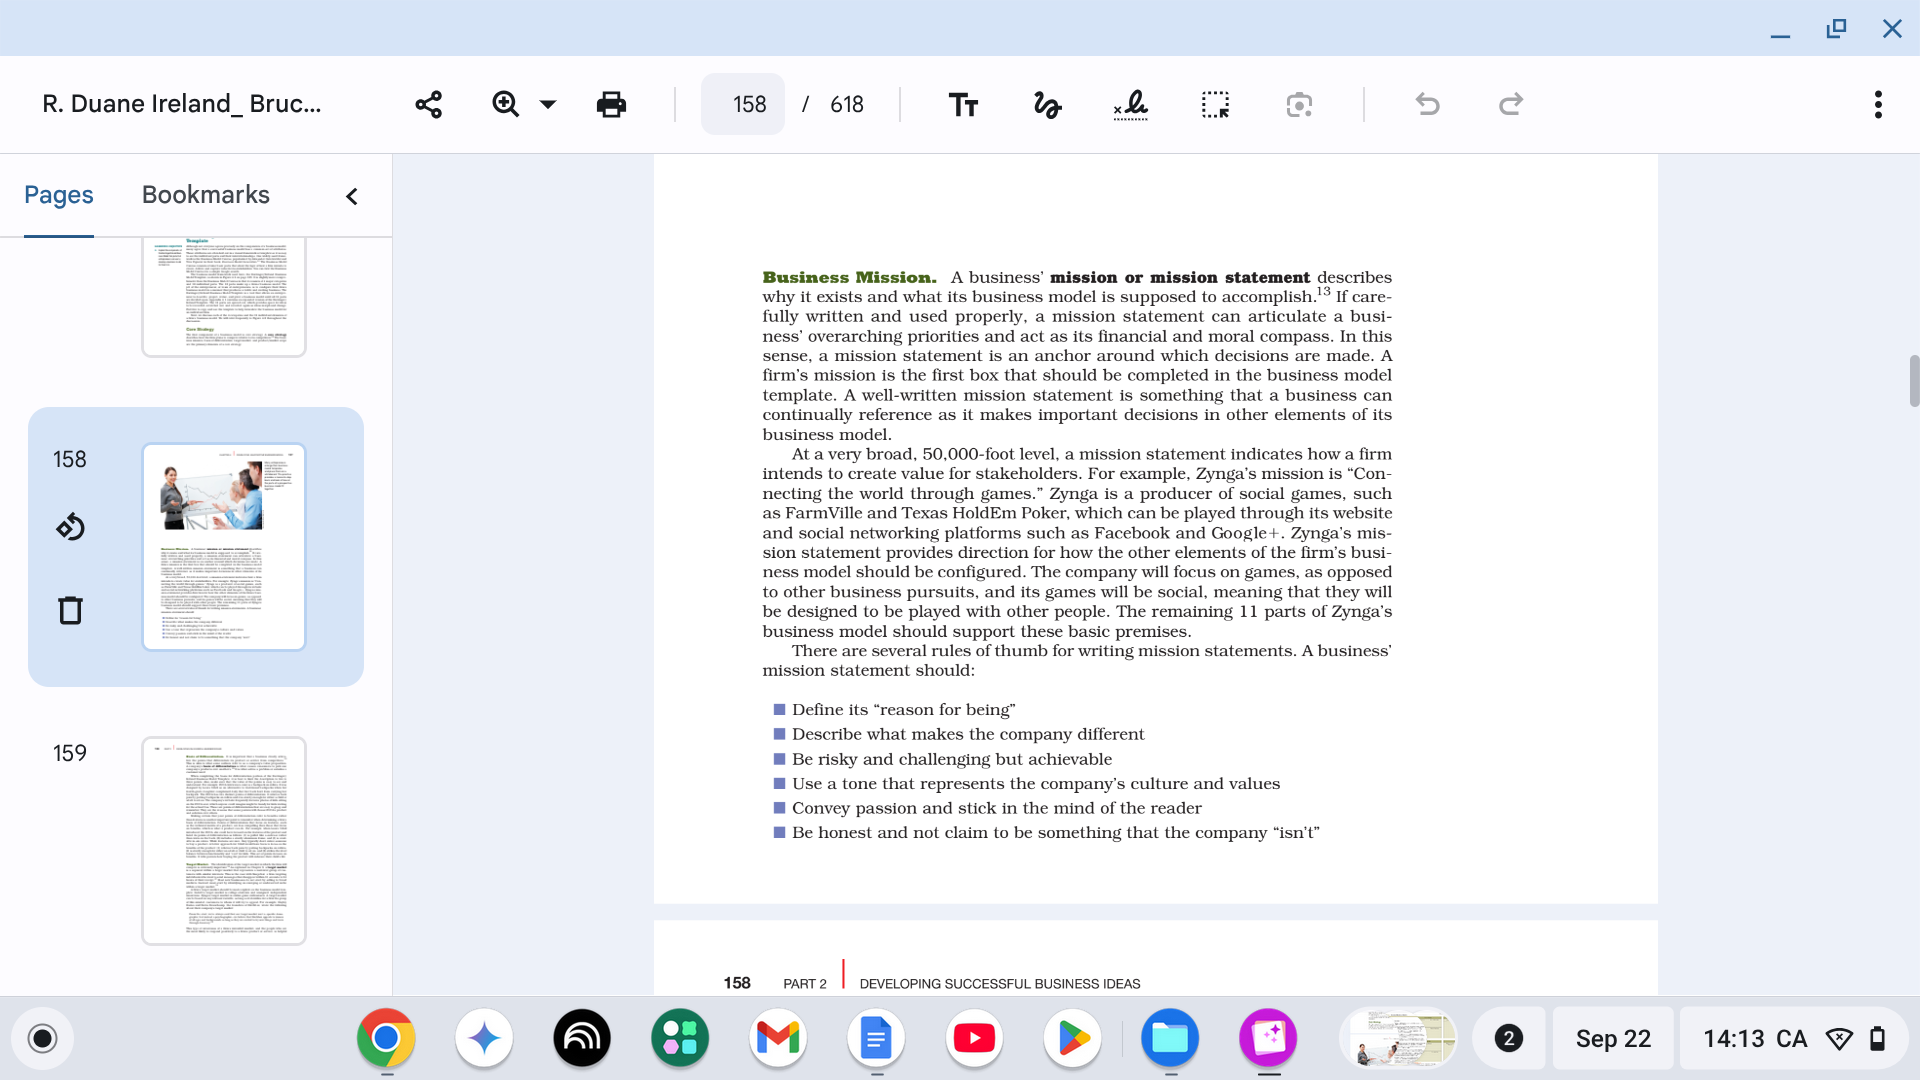 R. Duane Ireland_ Bruc...
158 / 618
Pages
Bookmarks
158
159
Business Mission. A business’ mission or mission statement describes
why it exists and what its business model is supposed to accomplish.13 If care-
fully written and used properly, a mission statement can articulate a busi-
ness’ overarching priorities and act as its financial and moral compass. In this
sense, a mission statement is an anchor around which decisions are made. A
firm’s mission is the first box that should be completed in the business model
template. A well-written mission statement is something that a business can
continually reference as it makes important decisions in other elements of its
business model.
At a very broad, 50,000-foot level, a mission statement indicates how a firm
intends to create value for stakeholders. For example, Zynga’s mission is “Con-
necting the world through games.” Zynga is a producer of social games, such
as FarmVille and Texas HoldEm Poker, which can be played through its website
and social networking platforms such as Facebook and Google+. Zynga’s mis-
sion statement provides direction for how the other elements of the firm’s busi-
ness model should be configured. The company will focus on games, as opposed
to other business pursuits, and its games will be social, meaning that they will
be designed to be played with other people. The remaining 11 parts of Zynga’s
business model should support these basic premises.
There are several rules of thumb for writing mission statements. A business’
mission statement should:
Define its “reason for being”
Describe what makes the company different
Be risky and challenging but achievable
Use a tone that represents the company’s culture and values
Convey passion and stick in the mind of the reader
Be honest and not claim to be something that the company “isn’t”
158 PART 2 DEVELOPING SUCCESSFUL BUSINESS IDEAS
2
Sep 22
14:13 CA